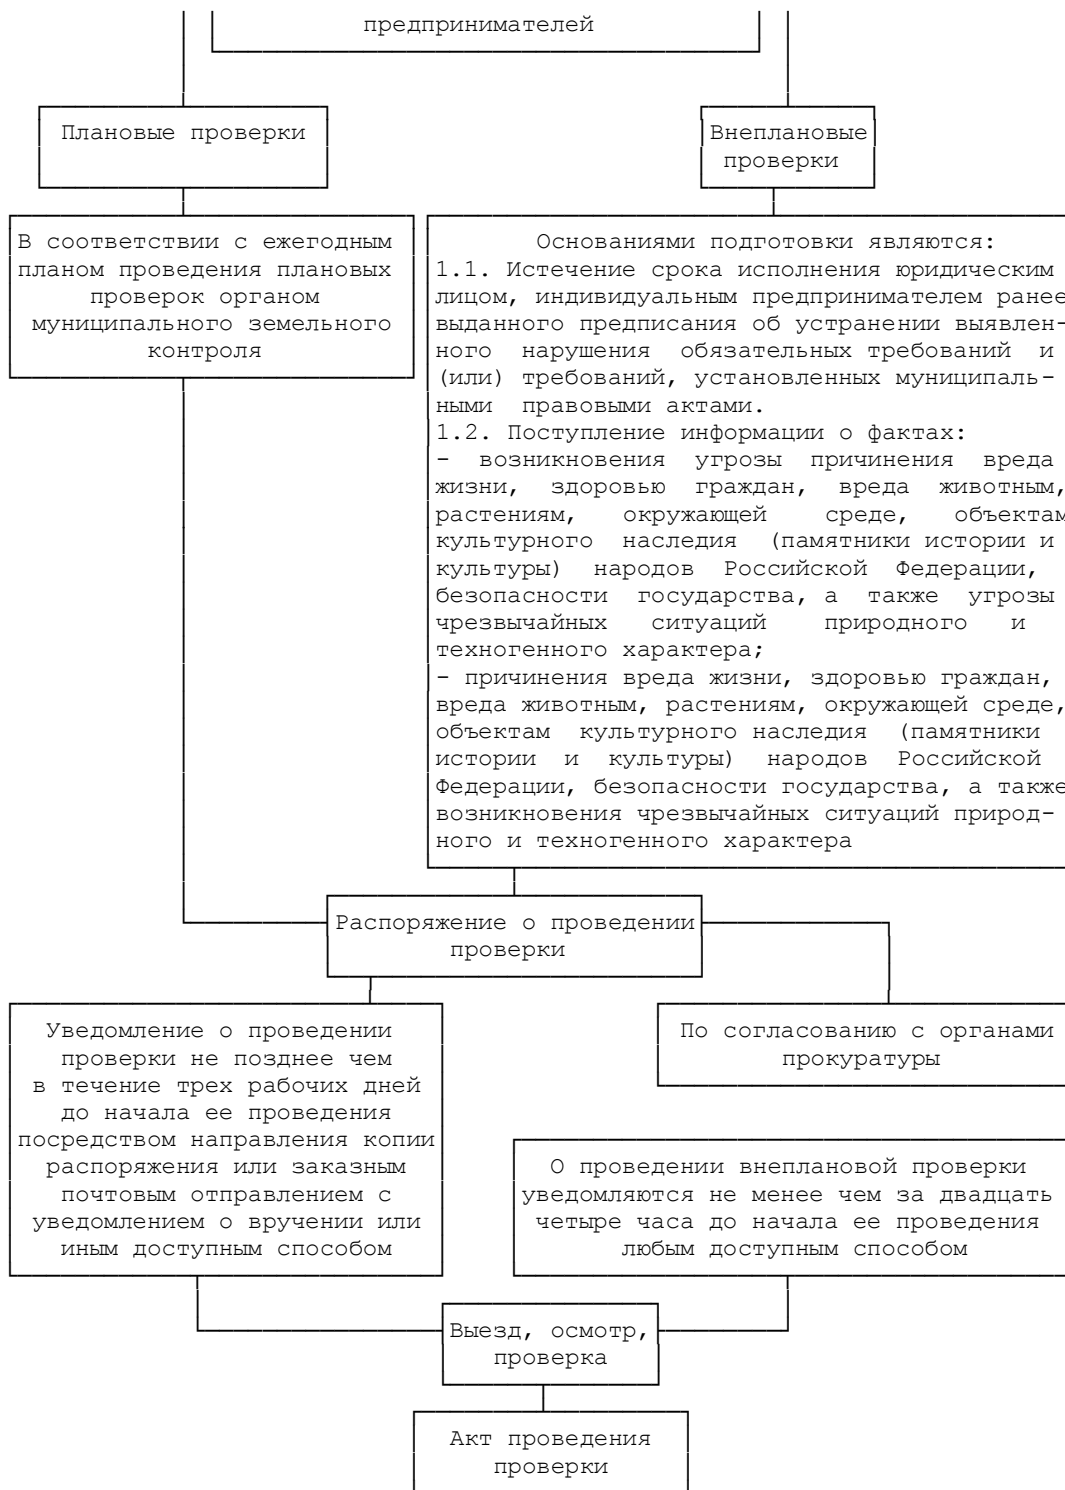 предпринимателей
Плановые проверки
Внеплановые
проверки
В соответствии с ежегодным
планом проведения плановых
проверок органом
муниципального земельного
контроля
Основаниями подготовки являются:
1.1. Истечение срока исполнения юридическим
лицом, индивидуальным предпринимателем ранее
выданного предписания об устранении выявлен-
ного нарушения обязательных требований и
(или) требований, установленных муниципаль-
ными правовыми актами.
1.2. Поступление информации о фактах:
- возникновения угрозы причинения вреда
жизни, здоровью граждан, вреда животным,
растениям, окружающей среде, объектам
культурного наследия (памятники истории и
культуры) народов Российской Федерации,
безопасности государства, а также угрозы
чрезвычайных ситуаций природного и
техногенного характера;
- причинения вреда жизни, здоровью граждан,
вреда животным, растениям, окружающей среде,
объектам культурного наследия (памятники
истории и культуры) народов Российской
Федерации, безопасности государства, а также
возникновения чрезвычайных ситуаций природ-
ного и техногенного характера
Распоряжение о проведении
проверки
Уведомление о проведении
проверки не позднее чем
в течение трех рабочих дней
до начала ее проведения
посредством направления копии
распоряжения или заказным
почтовым отправлением с
уведомлением о вручении или
иным доступным способом
По согласованию с органами
прокуратуры
О проведении внеплановой проверки
уведомляются не менее чем за двадцать
четыре часа до начала ее проведения
любым доступным способом
Выезд, осмотр,
проверка
Акт проведения
проверки